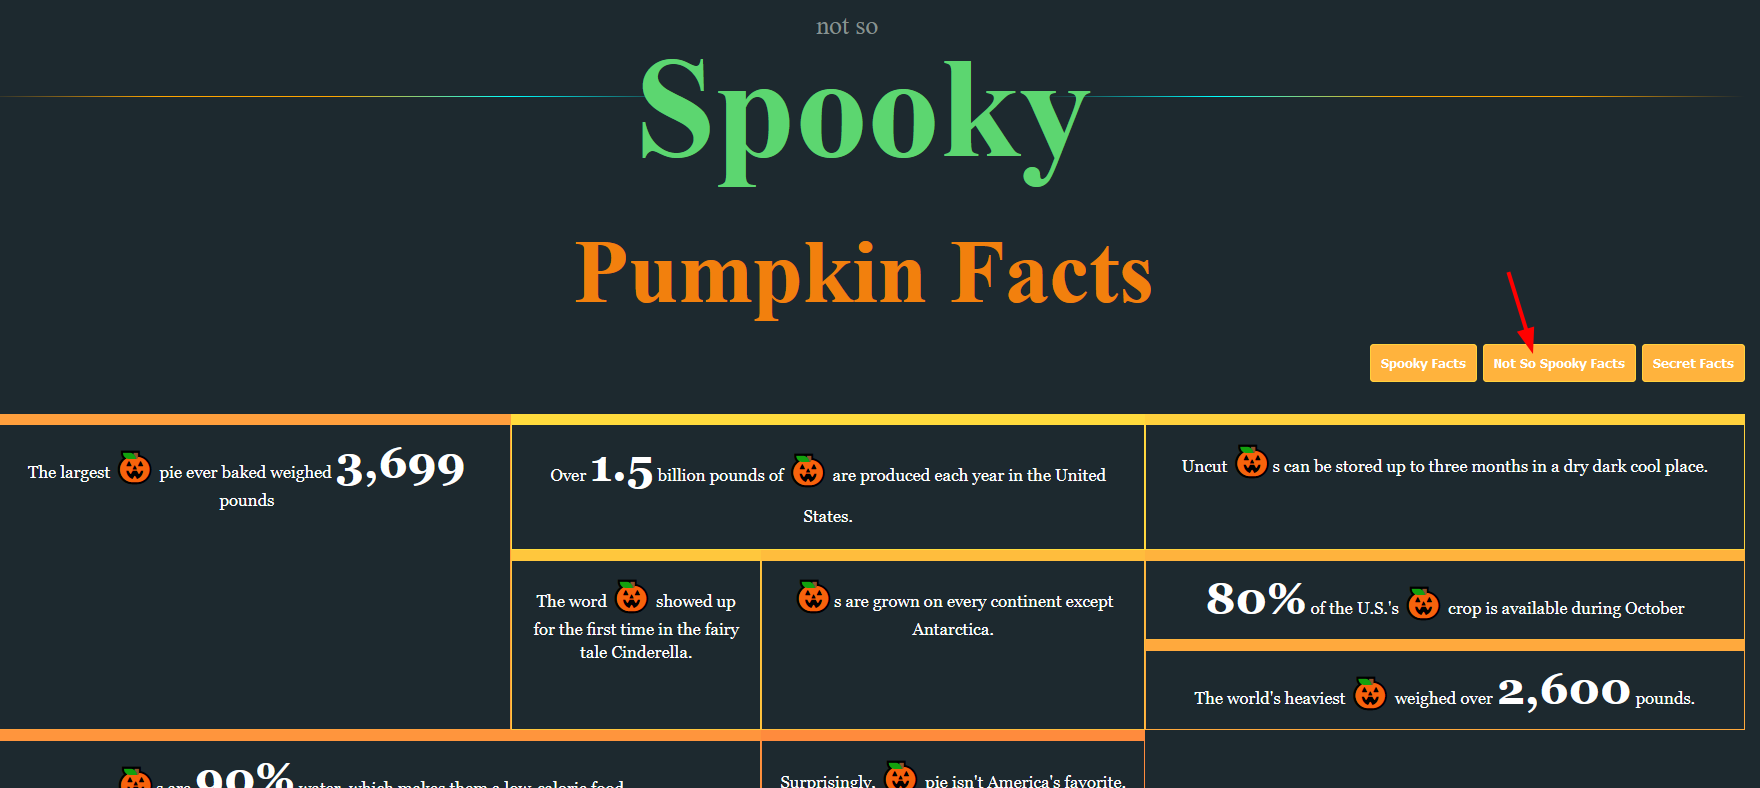 not so
Spooky
Pumpkin Facts
Spooky Facts
Not So Spooky Facts
Secret Facts
The largest pie ever baked weighed 3,699
pounds
Over 1.5 billion pounds of are produced each year in the United
States.
Uncut s can be stored up to three months in a dry dark cool place.
The word showed up
for the first time in the fairy
tale Cinderella.
s are grown on every continent except
Antarctica.
80% of the U.S.'s crop is available during October
The world's heaviest weighed over 2,600 pounds.
s are 90% water, which makes them a low-calorie food.
Surprisingly, pie isn't America's favorite.